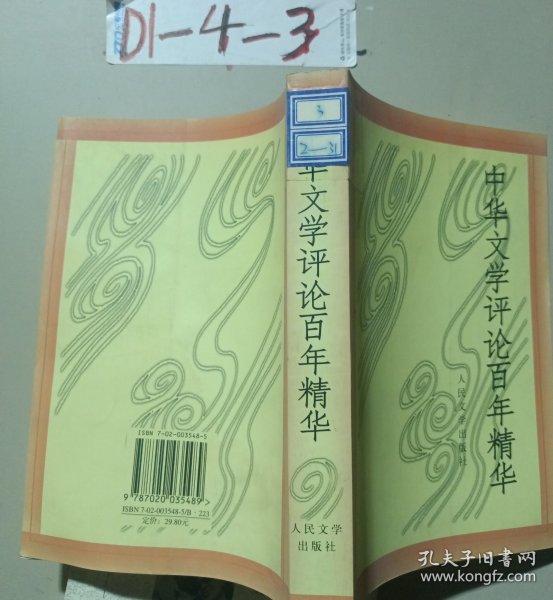 D1-4-3
3
2-31
华文学评论百年精华
人民文学
出版社
中华文学评论百年精华
人民文学出版社
ISBN 7-02-003548-5
9 787020 035489 >
ISBN 7-02-003548-5/B·223
定价：29.80元
孔夫子旧书网
www.kongfz.com